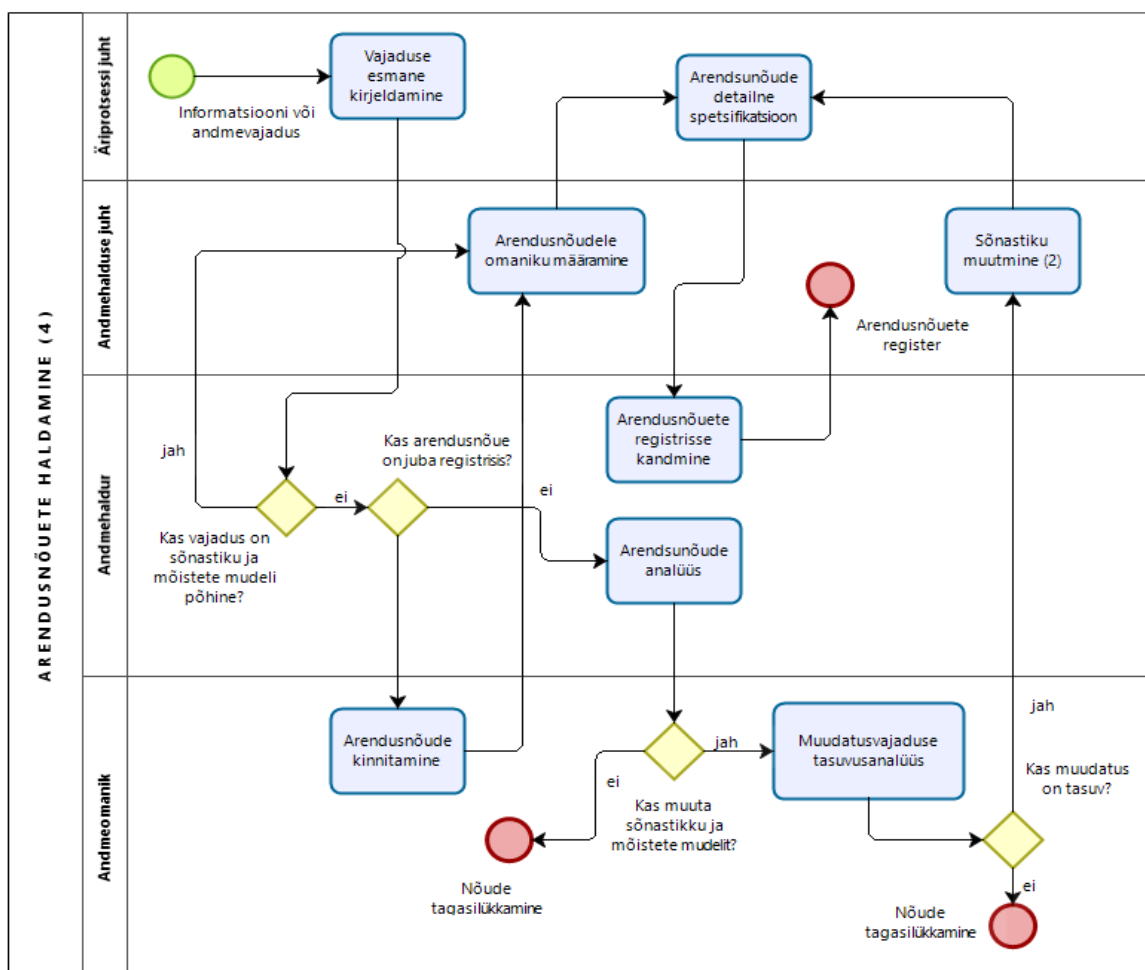 ARENDUSNÕUETE HALDAMINE (4)
Äriprotsessi juht
Informatsiooni või
andmevajadus
Vajaduse
esmane
kirjeldamine
Arendsunõude
detailne
spetsifikatsioon
Andmehalduse juht
Arendusnõudele
omaniku määramine
Sõnastiku
muutmine (2)
Arendusnõuete
register
Andmehaldur
jah
Kas vajadus on
sõnastiku ja
mõistete mudeli
põhine?
ei
Kas arendusnõue
on juba registrisis?
ei
Arendusnõuete
registrisse
kandmine
Arendsunõude
analüüs
Andmeomanik
Arendusnõude
kinnitamine
ei
Nõude
tagasilükkamine
Kas muuta
sõnastikku ja
mõistete mudelit?
jah
Muudatusvajaduse
tasuvusanalüüs
jah
Kas muudatus
on tasuv?
ei
Nõude
tagasilükkamine